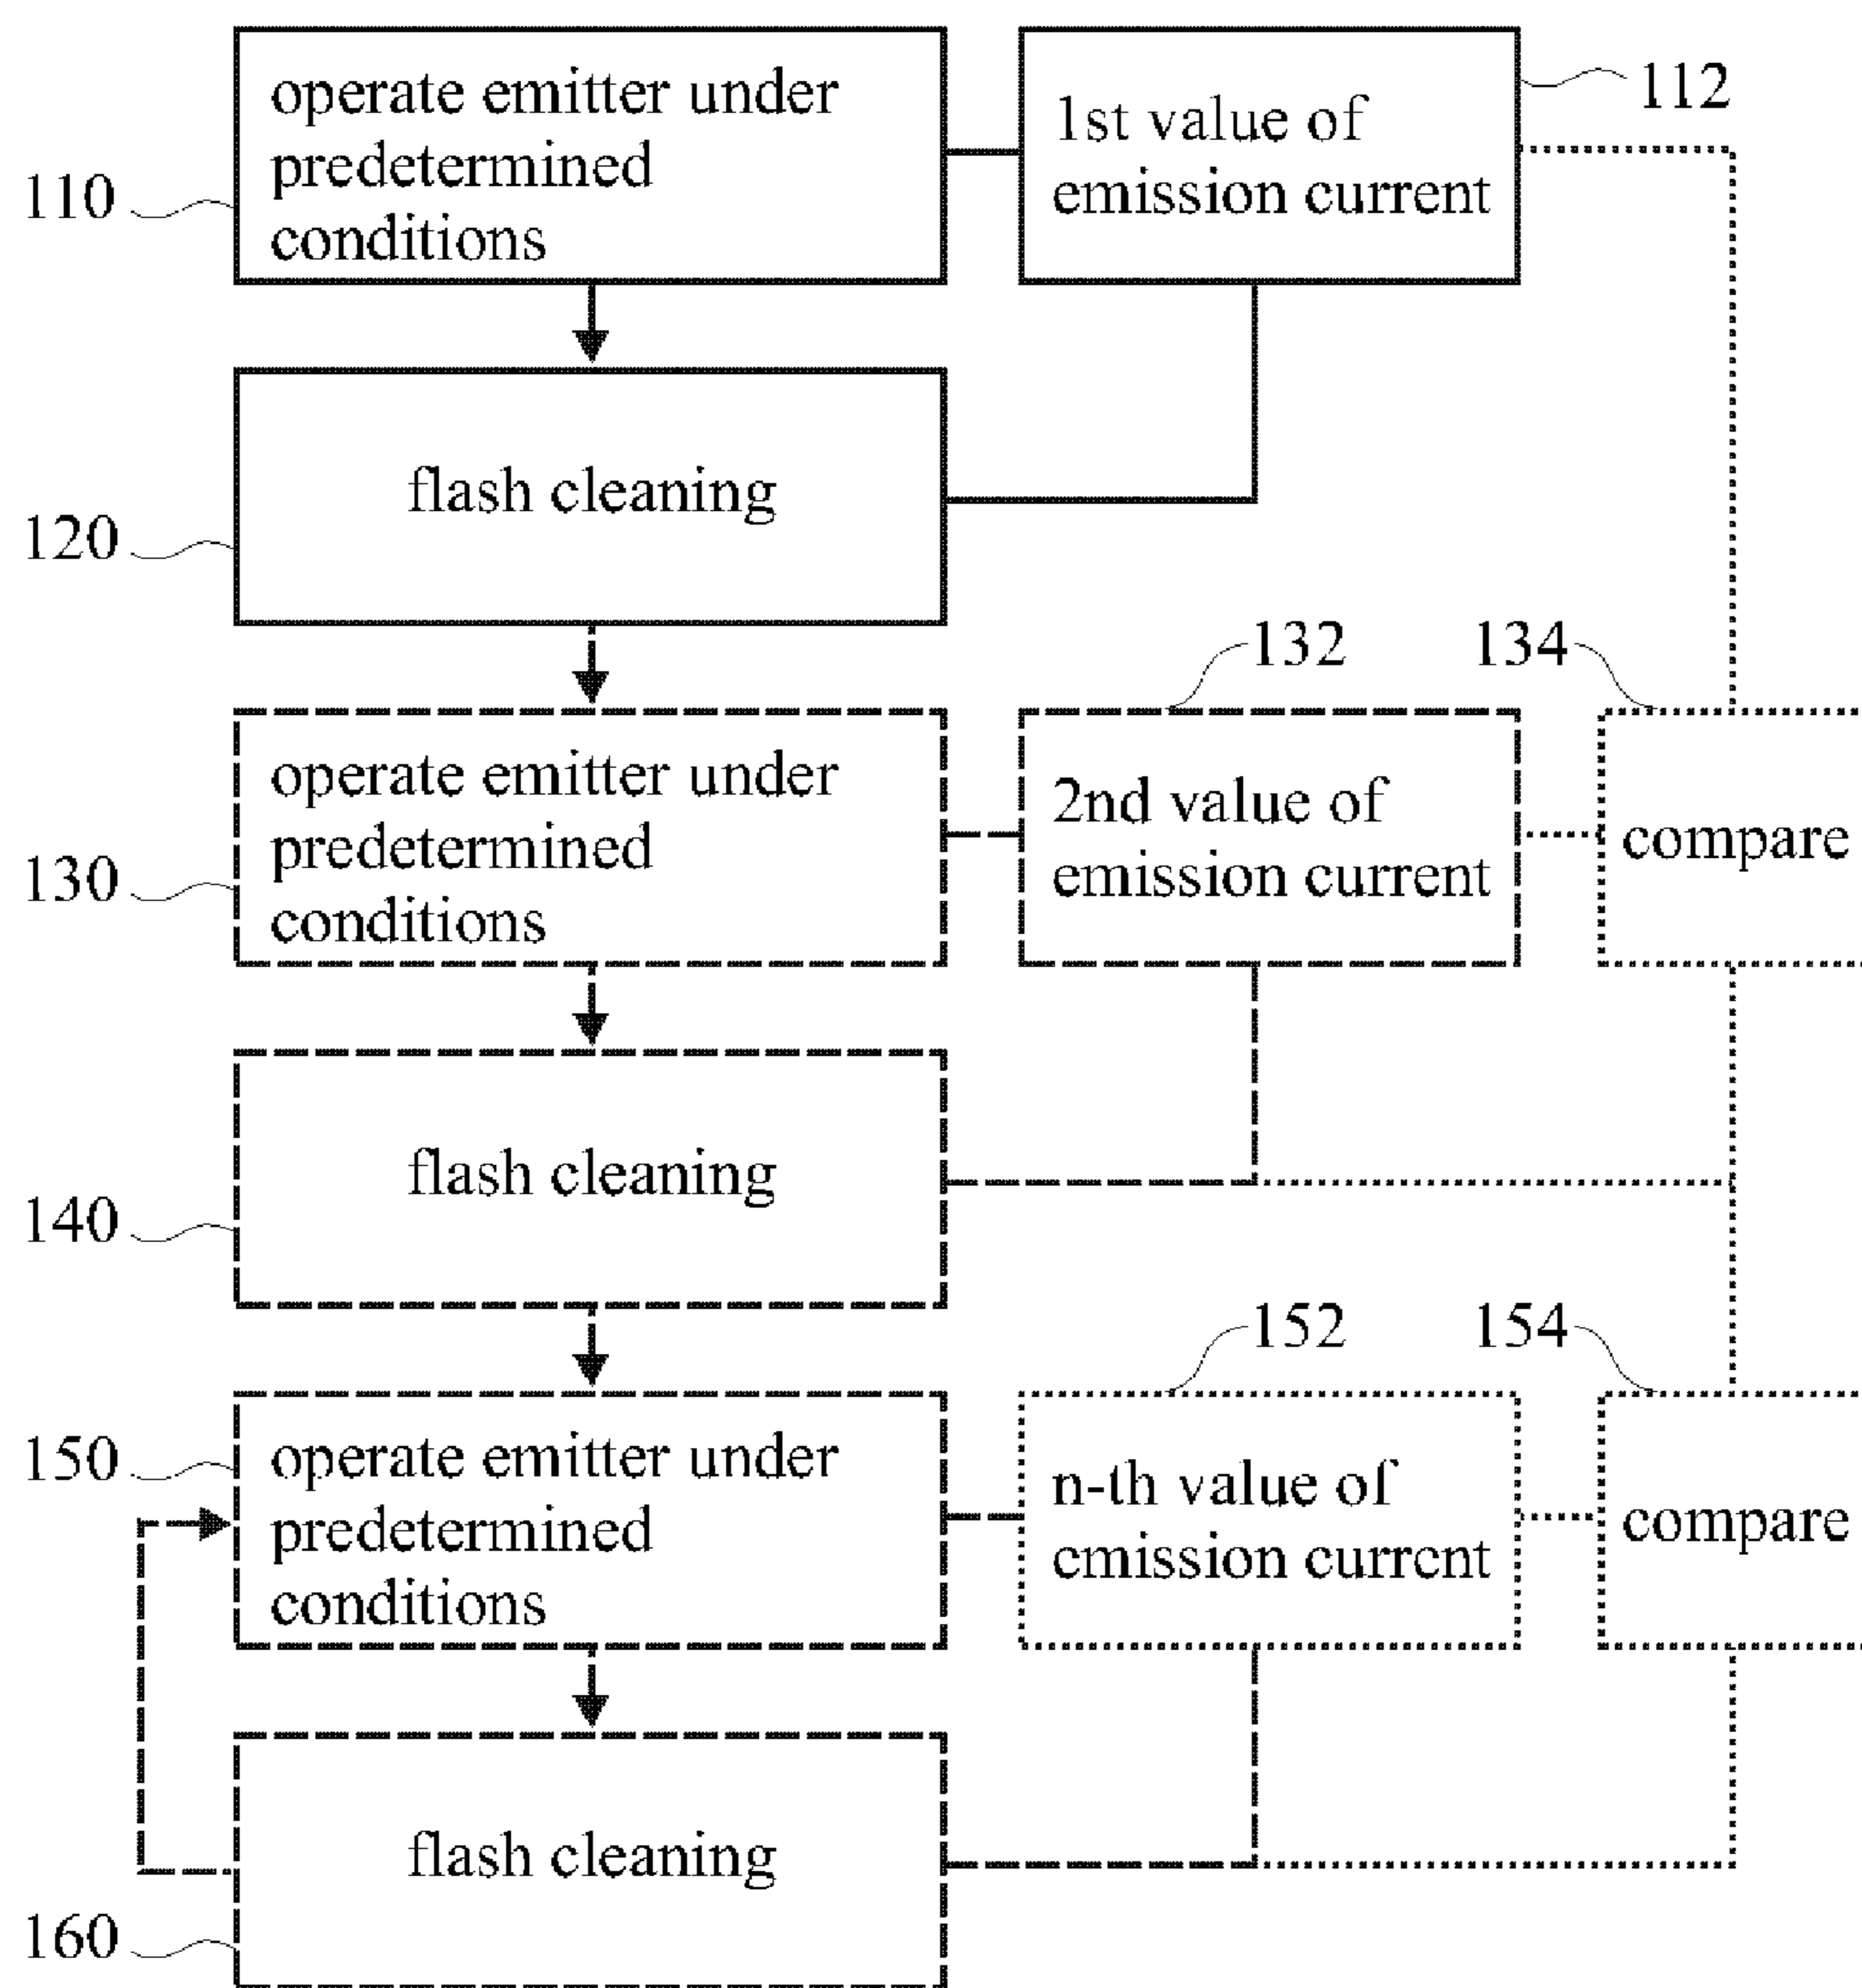 operate emitter under
predetermined
conditions
110
1st value of
emission current
112
flash cleaning
120
132
134
operate emitter under
predetermined
conditions
130
2nd value of
emission current
compare
flash cleaning
140
152
154
150
operate emitter under
predetermined
conditions
n-th value of
emission current
compare
flash cleaning
160